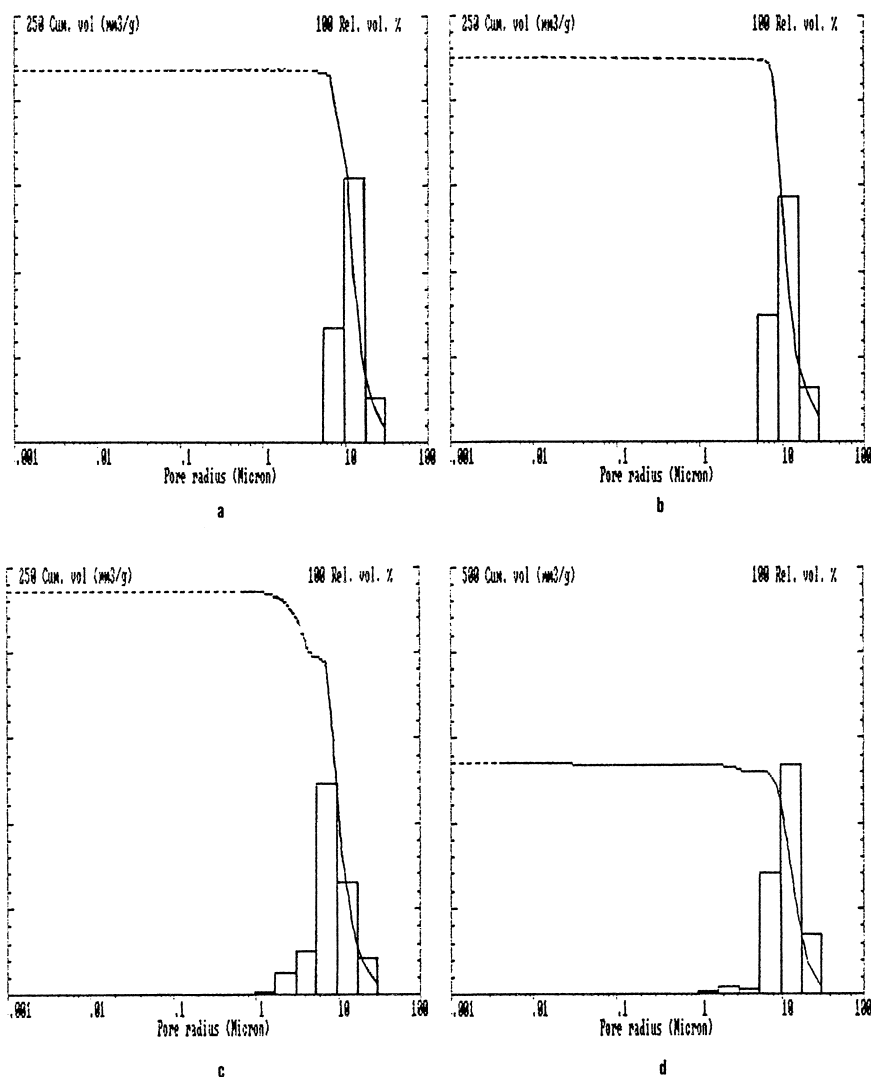 250 Cum. vol (mm3/g) 100 Rel. vol. %
.001 .01 .1 1 10 100
Pore radius (Micron)
a
250 Cum. vol (mm3/g) 100 Rel. vol. %
.001 .01 .1 1 10 100
Pore radius (Micron)
b
250 Cum. vol (mm3/g) 100 Rel. vol. %
.001 .01 .1 1 10 100
Pore radius (Micron)
c
500 Cum. vol (mm3/g) 100 Rel. vol. %
.001 .01 .1 1 10 100
Pore radius (Micron)
d